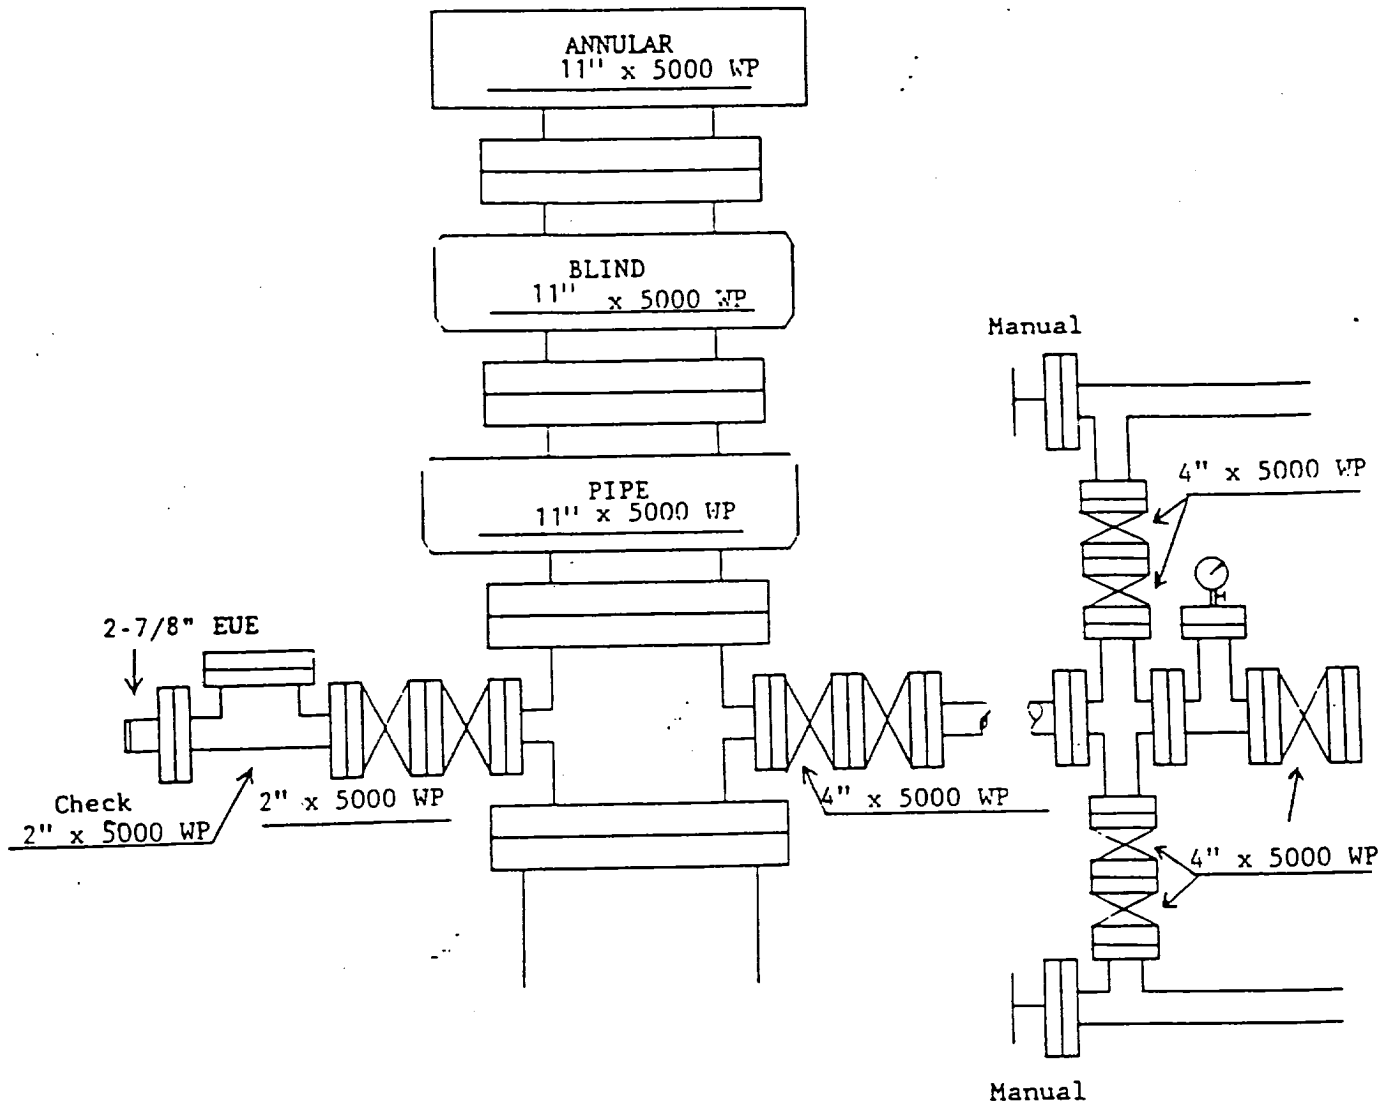 ANNULAR
11" x 5000 WP
BLIND
11" x 5000 WP
Manual
4" x 5000 WP
PIPE
11" x 5000 WP
2-7/8" EUE
Check
2" x 5000 WP
2" x 5000 WP
4" x 5000 WP
4" x 5000 WP
Manual